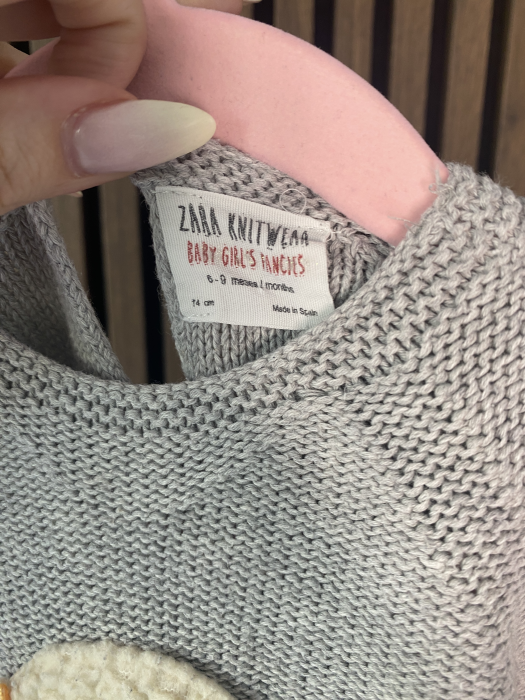 ZARA KNITWEAR
BABY GIRL'S FANCIES
6 - 9 meses / months
74 cm
Made in Spain